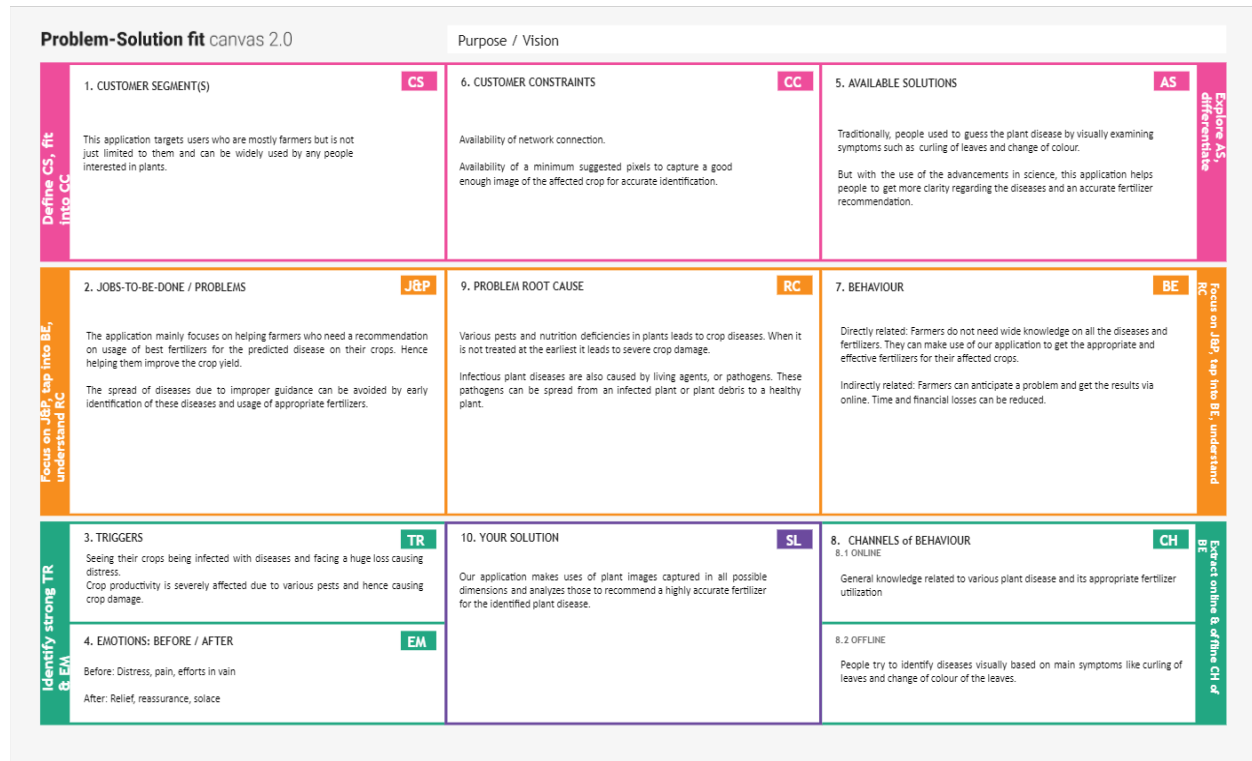 Problem-Solution fit canvas 2.0
Purpose / Vision
Define CS, fit
into CC
1. CUSTOMER SEGMENT(S)
CS
This application targets users who are mostly farmers but is not
just limited to them and can be widely used by any people
interested in plants.
6. CUSTOMER CONSTRAINTS
CC
Availability of network connection.
Availability of a minimum suggested pixels to capture a good
enough image of the affected crop for accurate identification.
5. AVAILABLE SOLUTIONS
AS
Traditionally, people used to guess the plant disease by visually examining
symptoms such as curling of leaves and change of colour.
But with the use of the advancements in science, this application helps
people to get more clarity regarding the diseases and an accurate fertilizer
recommendation.
Explore AS,
differentiate
Focus on J&P, tap into BE,
understand RC
2. JOBS-TO-BE-DONE / PROBLEMS
J&P
The application mainly focuses on helping farmers who need a recommendation
on usage of best fertilizers for the predicted disease on their crops. Hence
helping them improve the crop yield.
The spread of diseases due to improper guidance can be avoided by early
identification of these diseases and usage of appropriate fertilizers.
9. PROBLEM ROOT CAUSE
RC
Various pests and nutrition deficiencies in plants leads to crop diseases. When it
is not treated at the earliest it leads to severe crop damage.
Infectious plant diseases are also caused by living agents, or pathogens. These
pathogens can be spread from an infected plant or plant debris to a healthy
plant.
7. BEHAVIOUR
BE
Directly related: Farmers do not need wide knowledge on all the diseases and
fertilizers. They can make use of our application to get the appropriate and
effective fertilizers for their affected crops.
Indirectly related: Farmers can anticipate a problem and get the results via
online. Time and financial losses can be reduced.
Focus on J&P, tap into BE, understand
RC
Identify strong TR
& EM
3. TRIGGERS
TR
Seeing their crops being infected with diseases and facing a huge loss causing
distress.
Crop productivity is severely affected due to various pests and hence causing
crop damage.
4. EMOTIONS: BEFORE / AFTER
EM
Before: Distress, pain, efforts in vain
After: Relief, reassurance, solace
10. YOUR SOLUTION
SL
Our application makes uses of plant images captured in all possible
dimensions and analyzes those to recommend a highly accurate fertilizer
for the identified plant disease.
8. CHANNELS of BEHAVIOUR
CH
8.1 ONLINE
General knowledge related to various plant disease and its appropriate fertilizer
utilization
8.2 OFFLINE
People try to identify diseases visually based on main symptoms like curling of
leaves and change of colour of the leaves.
Extract online & offline CH of
BE